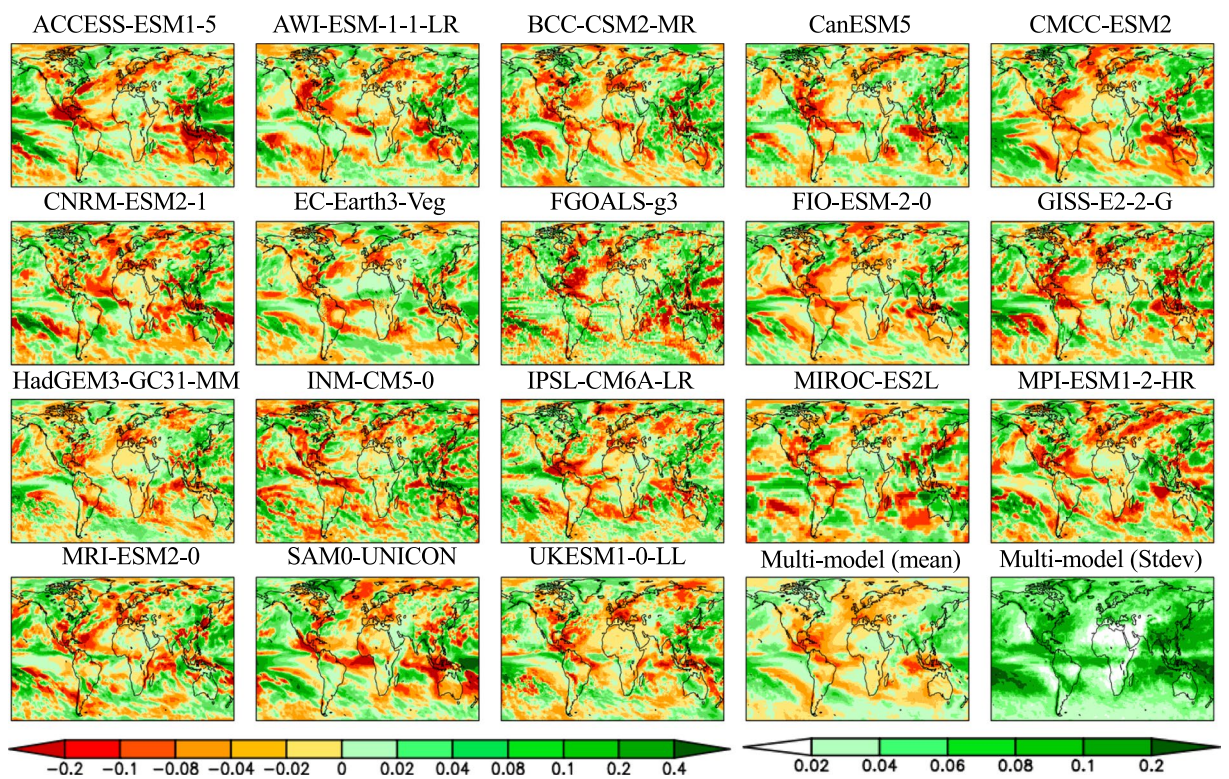 ACCESS-ESM1-5 AWI-ESM-1-1-LR BCC-CSM2-MR CanESM5 CMCC-ESM2
CNRM-ESM2-1 EC-Earth3-Veg FGOALS-g3 FIO-ESM-2-0 GISS-E2-2-G
HadGEM3-GC31-MM INM-CM5-0 IPSL-CM6A-LR MIROC-ES2L MPI-ESM1-2-HR
MRI-ESM2-0 SAM0-UNICON UKESM1-0-LL Multi-model (mean) Multi-model (Stdev)
-0.2 -0.1 -0.08 -0.04 -0.02 0 0.02 0.04 0.08 0.1 0.2 0.4 0.02 0.04 0.08 0.1 0.2